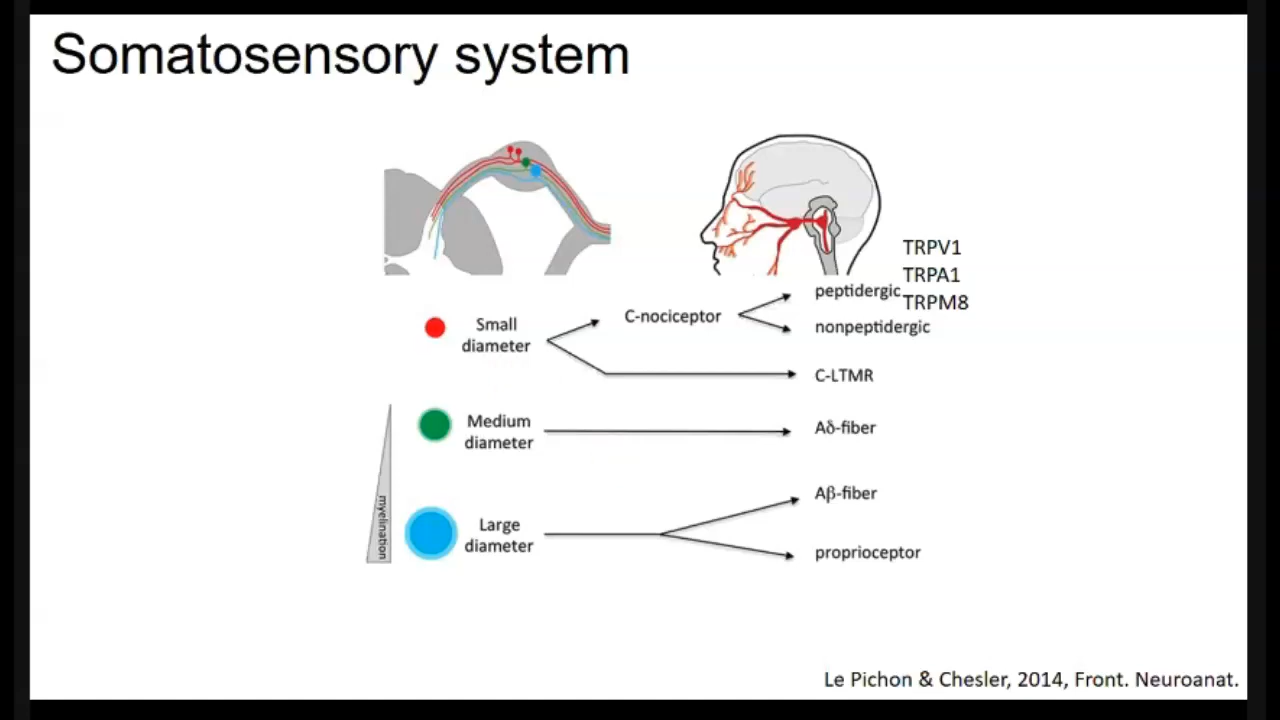 Somatosensory system
TRPV1
TRPA1
TRPM8
peptidergic
C-nociceptor
nonpeptidergic
Small
diameter
C-LTMR
Medium
diameter
Aδ-fiber
myelination
Aβ-fiber
Large
diameter
proprioceptor
Le Pichon & Chesler, 2014, Front. Neuroanat.